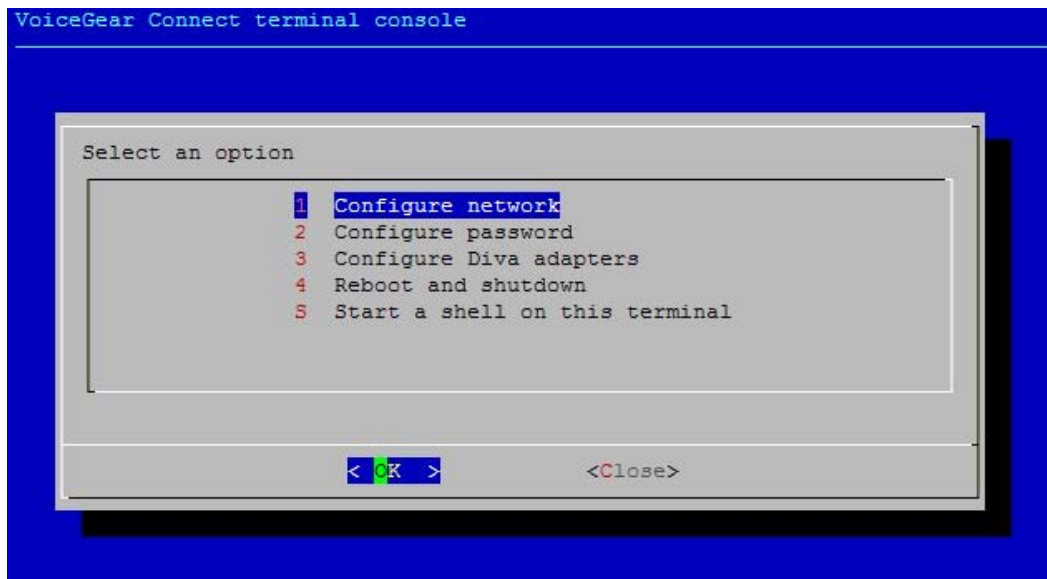 VoiceGear Connect terminal console
Select an option
1 Configure network
2 Configure password
3 Configure Diva adapters
4 Reboot and shutdown
S Start a shell on this terminal
< OK > <Close>